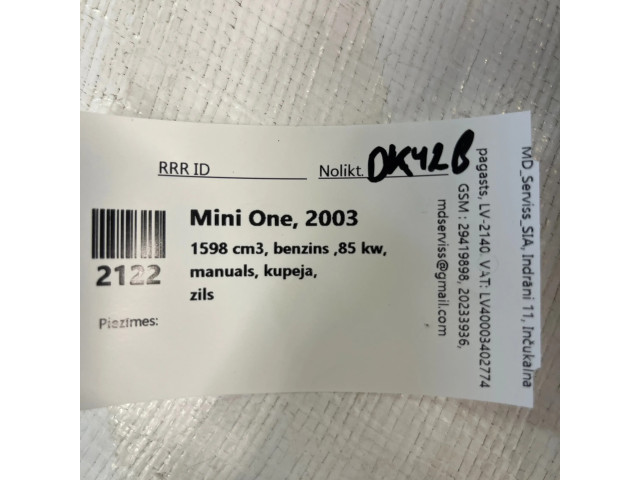 RRR ID
Nolikt. DK42B
Mini One, 2003
1598 cm3, benzins ,85 kw,
manuals, kupeja,
zils
2122
Piezīmes:
MD_Serviss_SIA, Indrāni 11, Inčukalna
pagasts, LV-2140. VAT: LV40003402774
GSM : 29419898, 20233936,
mdserviss@gmail.com